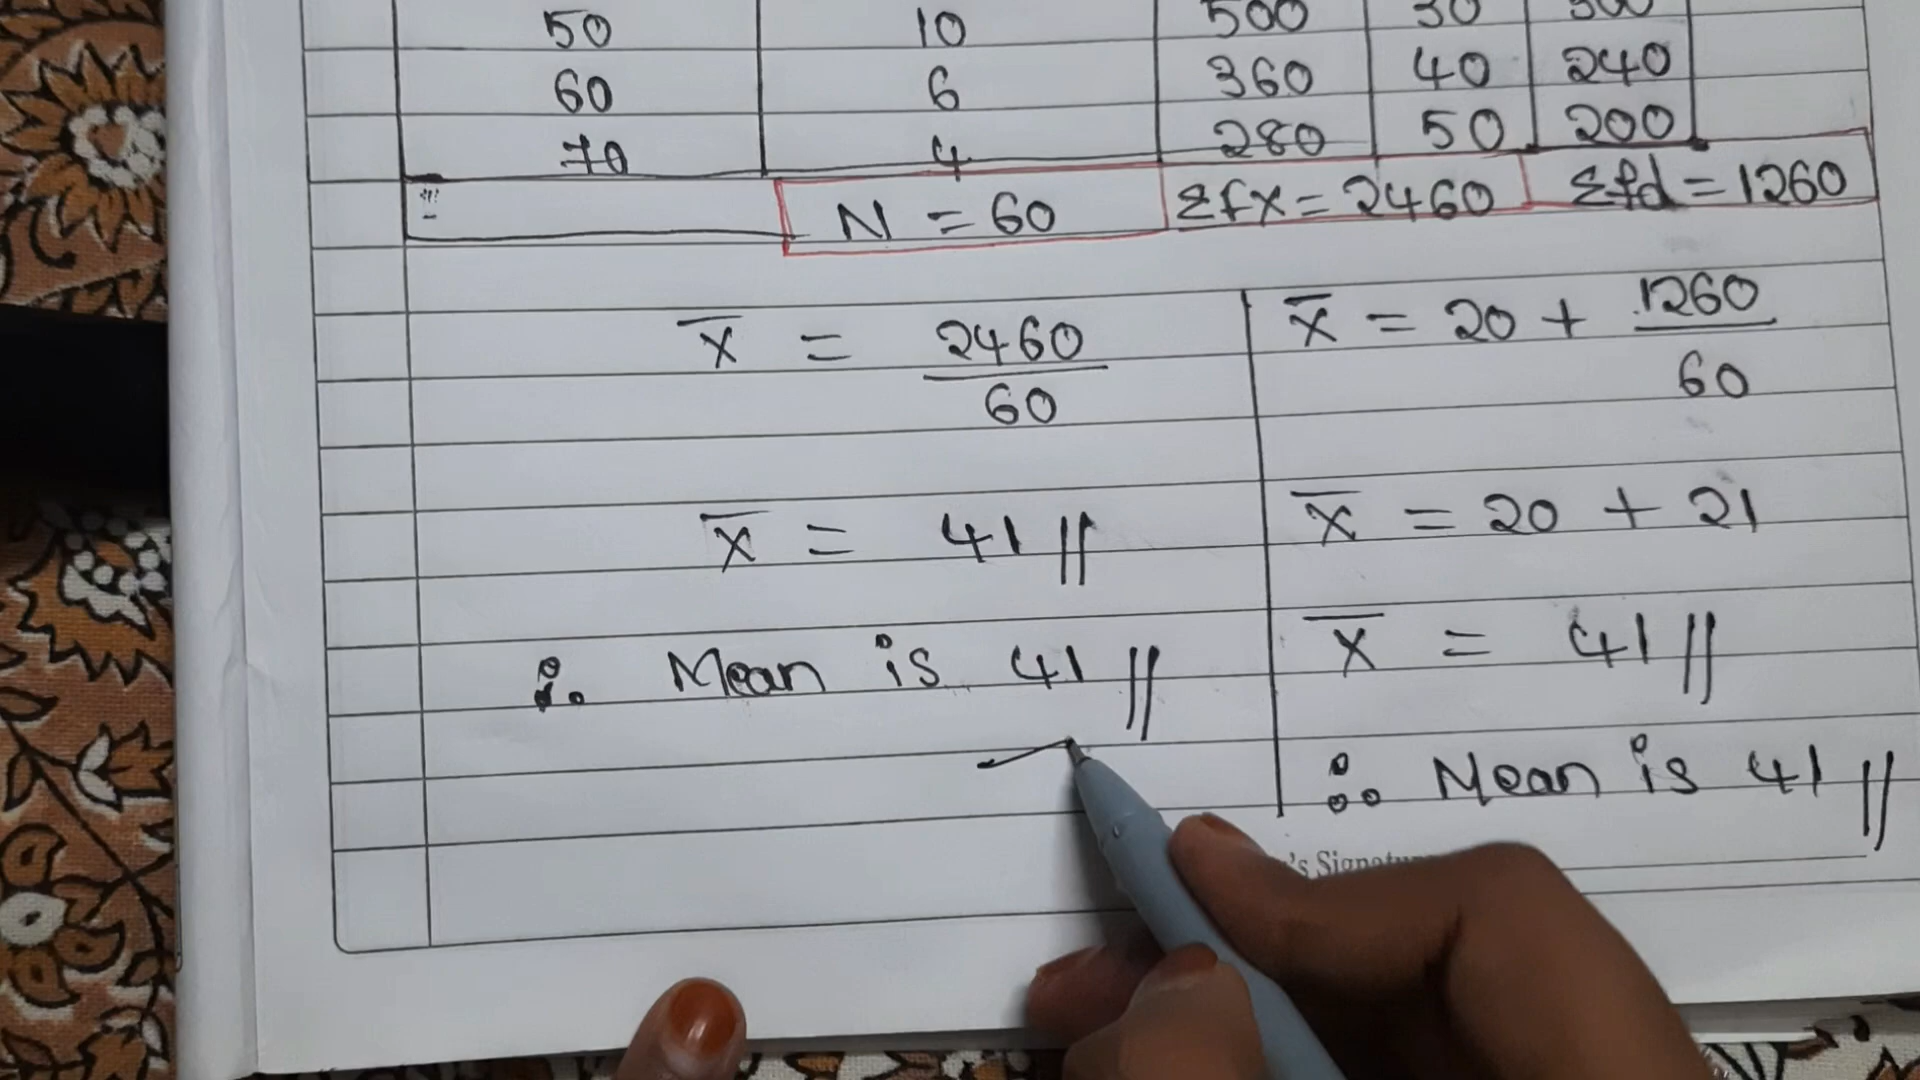 50 10 500 30 300
60 6 360 40 240
70 4 280 50 200
N = 60 Σfx = 2460 Σfd = 1260
x̅ = 2460/60
x̅ = 41 //
∴ Mean is 41 //
x̅ = 20 + 1260/60
x̅ = 20 + 21
x̅ = 41 //
∴ Mean is 41 //
's Signatu